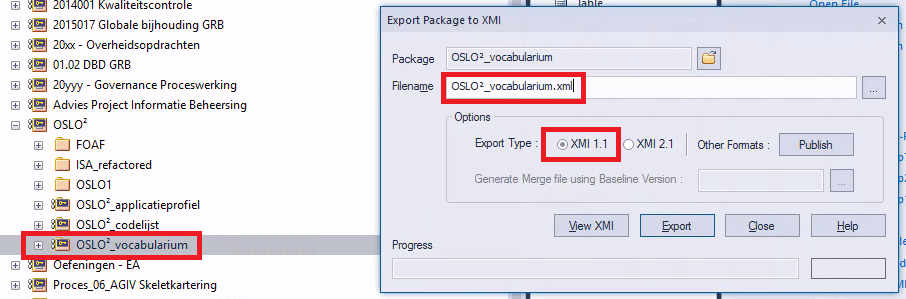 2014001 Kwaliteitscontrole
2015017 Globale bijhouding GRB
20xx - Overheidsopdrachten
01.02 DBD GRB
20yyy - Governance Proceswerking
Advies Project Informatie Beheersing
OSLO²
FOAF
ISA_refactored
OSLO1
OSLO²_applicatieprofiel
OSLO²_codelijst
OSLO²_vocabularium
Oefeningen - EA
Proces_06_AGIV Skeletkartering
Table
Open File
Export Package to XMI
Package OSLO²_vocabularium
Filename OSLO²_vocabularium.xml ...
Options
Export Type : XMI 1.1 XMI 2.1 Other Formats : Publish
Generate Merge file using Baseline Version : ...
View XMI Export Close Help
Progress